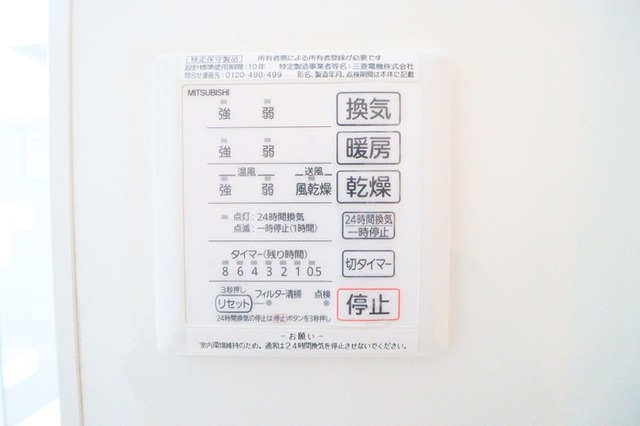 特定保守製品 所有者票による所有者登録が必要です
設計標準使用期間:10年 特定製造事業者等名:三菱電機株式会社
問合せ連絡先:0120-490-499 形名、製造年月、点検期間は本体に記載
MITSUBISHI
強 弱 換気
強 弱 暖房
温風 送風
強 弱 風乾燥 乾燥
点灯:24時間換気
点滅:一時停止(1時間)
24時間換気
一時停止
タイマー(残り時間)
8 6 4 3 2 1 0.5
切タイマー
3秒押し
リセット フィルター清掃 点検
停止
24時間換気の停止は停止ボタンを3秒押し
-お願い-
室内環境維持のため、通常は24時間換気を停止させないでください。